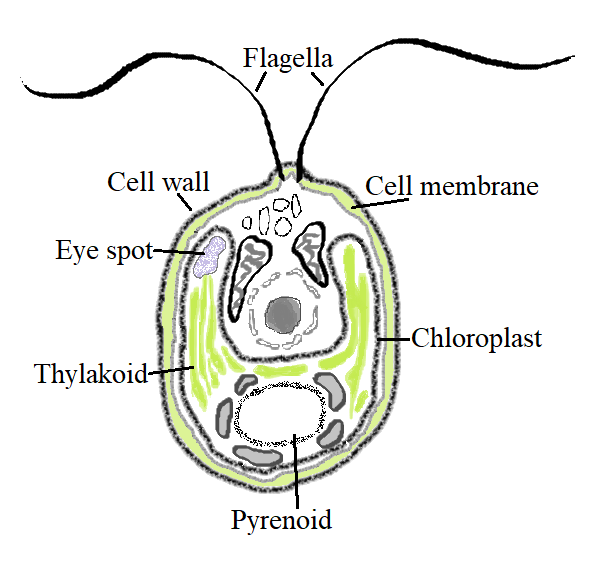 Flagella
Cell wall
Cell membrane
Eye spot
Chloroplast
Thylakoid
Pyrenoid